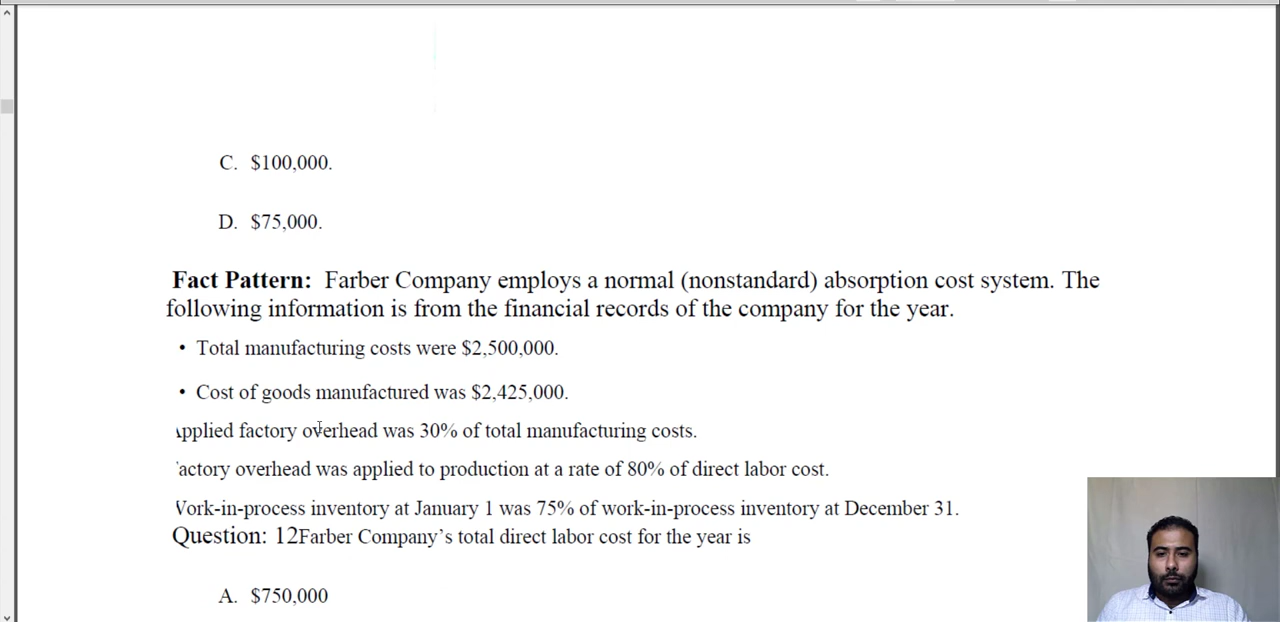 C. $100,000.
D. $75,000.
Fact Pattern: Farber Company employs a normal (nonstandard) absorption cost system. The
following information is from the financial records of the company for the year.
• Total manufacturing costs were $2,500,000.
• Cost of goods manufactured was $2,425,000.
pplied factory overhead was 30% of total manufacturing costs.
actory overhead was applied to production at a rate of 80% of direct labor cost.
Work-in-process inventory at January 1 was 75% of work-in-process inventory at December 31.
Question: 12Farber Company's total direct labor cost for the year is
A. $750,000